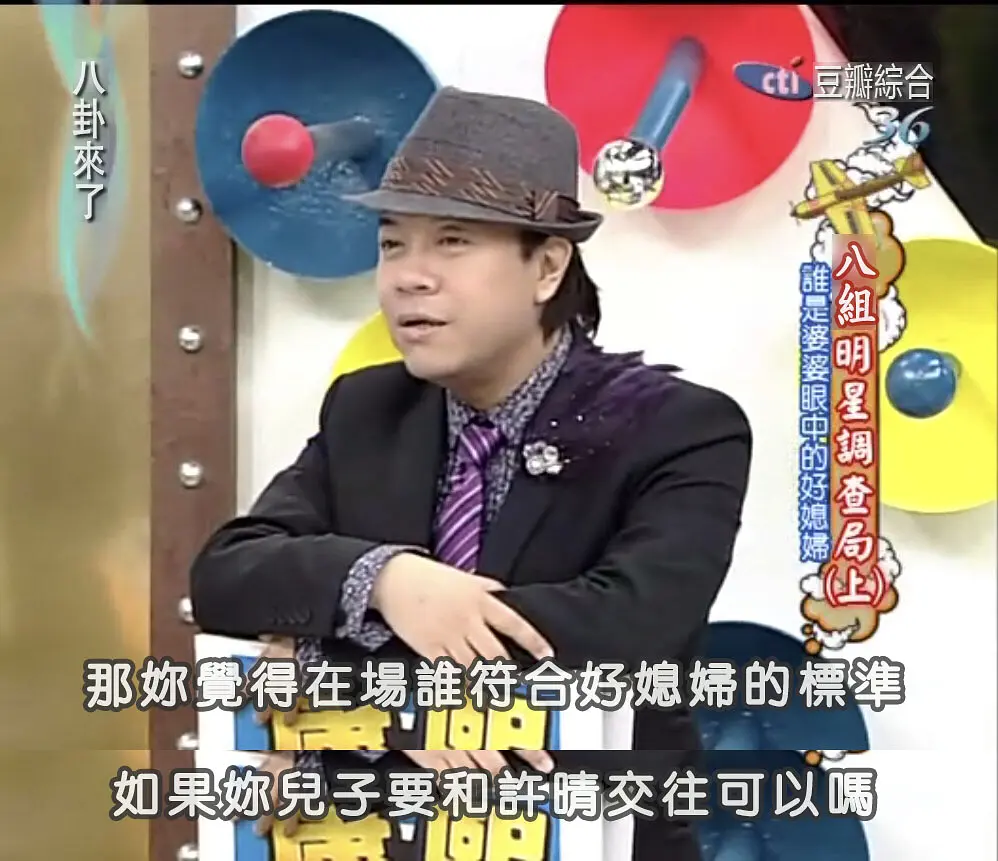 八卦來了
cti 豆瓣綜合
36
八組明星調查局(上)
誰是婆婆眼中的好媳婦
那妳覺得在場誰符合好媳婦的標準
如果妳兒子要和許晴交往可以嗎